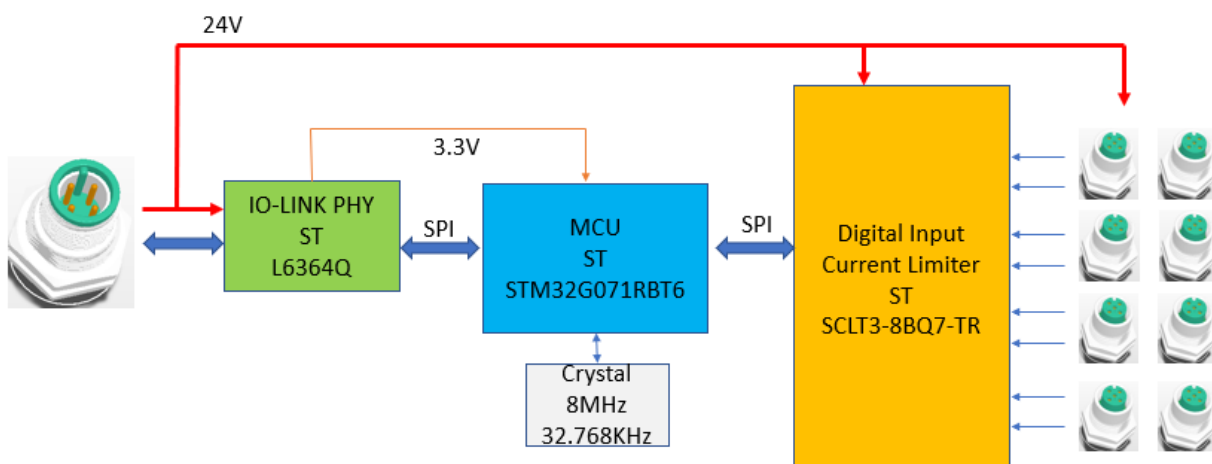 24V
3.3V
IO-LINK PHY
ST
L6364Q
SPI
MCU
ST
STM32G071RBT6
SPI
Digital Input
Current Limiter
ST
SCLT3-8BQ7-TR
Crystal
8MHz
32.768KHz